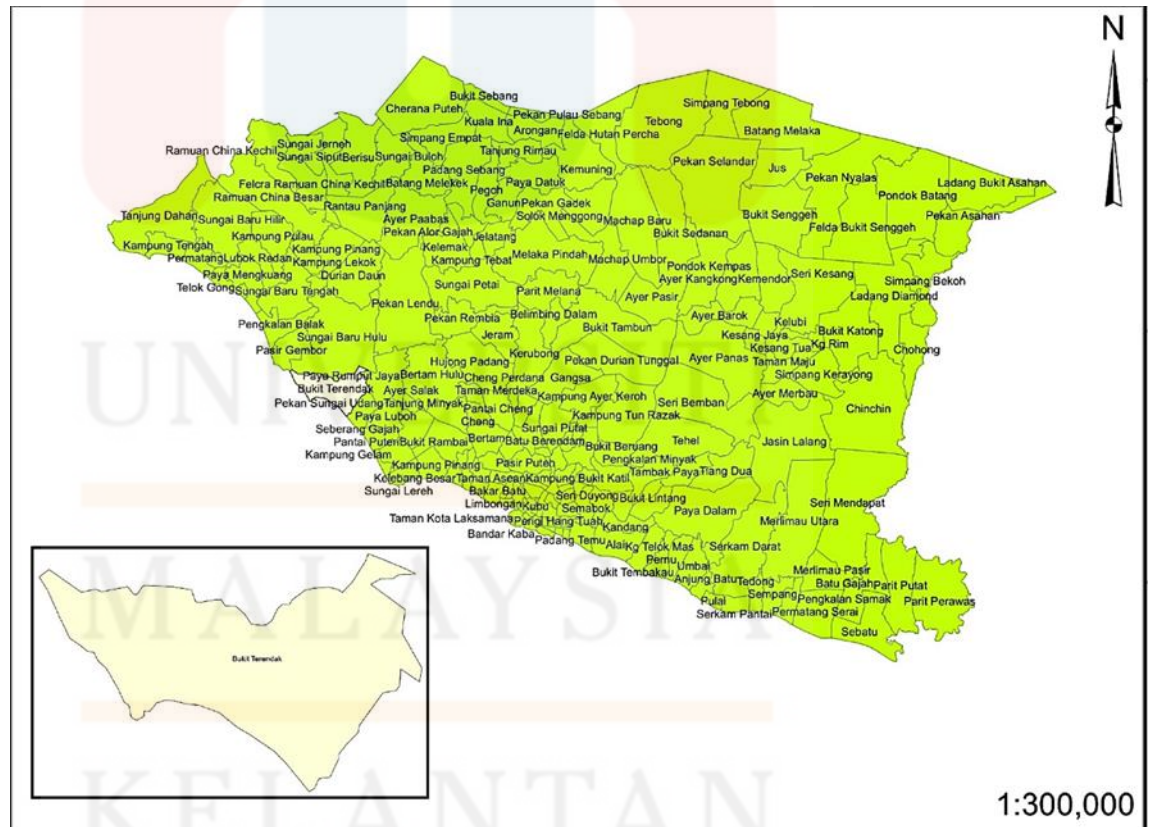 N
Bukit Sebang
Cherana Puteh
Simpang Tebong
Kuala Ina
Pekan Pulau Sebang
Tebong
Arongan
Felda Hutan Percha
Batang Melaka
Simpang Empat
Sungai Jerneh
Ramuan China Kechil
Tanjung Rimau
Sungai Siput
Berisu
Sungai Buloh
Pekan Selandar
Padang Sebang
Kemuning
Jus
Pekan Nyalas
Felcra Ramuan China Kechil
Batang Melekek
Pegoh
Paya Datuk
Ladang Bukit Asahan
Pondok Batang
Ramuan China Besar
Rantau Panjang
Ganun
Pekan Gadek
Tanjung Dahan
Sungai Baru Hilir
Ayer Paabas
Solok Menggong
Machap Baru
Bukit Senggeh
Pekan Asahan
Kampung Pulau
Pekan Alor Gajah
Jelatang
Bukit Sedanan
Felda Bukit Senggeh
Kampung Tengah
Kampung Pinang
Kelemak
Permatang
Lubok Redan
Kampung Lekok
Kampung Tebat
Melaka Pindah
Machap Umbor
Pondok Kempas
Paya Mengkuang
Durian Daun
Ayer Kangkong
Kemendor
Seri Kesang
Simpang Bekoh
Telok Gong
Sungai Baru Tengah
Sungai Petai
Parit Melana
Ayer Pasir
Ladang Diamond
Pekan Lendu
Pekan Rembia
Belimbing Dalam
Ayer Barok
Pengkalan Balak
Bukit Tambun
Kelubi
Sungai Baru Hulu
Jeram
Kesang Jaya
Bukit Katong
Pasir Gembor
Kerubong
Kesang Tua
Kg Rim
Chohong
Hujong Padang
Pekan Durian Tunggal
Ayer Panas
Taman Maju
Paya Rumput Jaya
Bertam Hulu
Cheng Perdana
Gangsa
Simpang Kerayong
Bukit Terendak
Ayer Salak
Taman Merdeka
Kampung Ayer Keroh
Ayer Merbau
Pekan Sungai Udang
Tanjung Minyak
Pantai Cheng
Seri Bemban
Chinchin
Paya Luboh
Cheng
Kampung Tun Razak
Seberang Gajah
Sungai Putat
Pantai Puteri
Bukit Rambai
Bertam
Batu Berendam
Bukit Beruang
Tehel
Jasin Lalang
Kampung Gelam
Pengkalan Minyak
Kampung Pinang
Pasir Puteh
Tambak Paya
Tiang Dua
Kelebang Besar
Taman Asean
Kampung Bukit Katil
Sungai Lereh
Bakar Batu
Seri Duyong
Bukit Lintang
Seri Mendapat
Limbongan
Kubu
Semabok
Paya Dalam
Taman Kota Laksamana
Perigi Hang Tuah
Kandang
Merlimau Utara
Bandar Kaba
Padang Temu
Alai
Kg Telok Mas
Serkam Darat
Pernu
Umbai
Merlimau Pasir
Bukit Tembakau
Anjung Batu
Tedong
Batu Gajah
Parit Putat
Pulai
Sempang
Pengkalan Samak
Parit Perawas
Serkam Pantai
Permatang Serai
Sebatu
Bukit Terendak
UNIVERSITI
MALAYSIA
KELANTAN
1:300,000